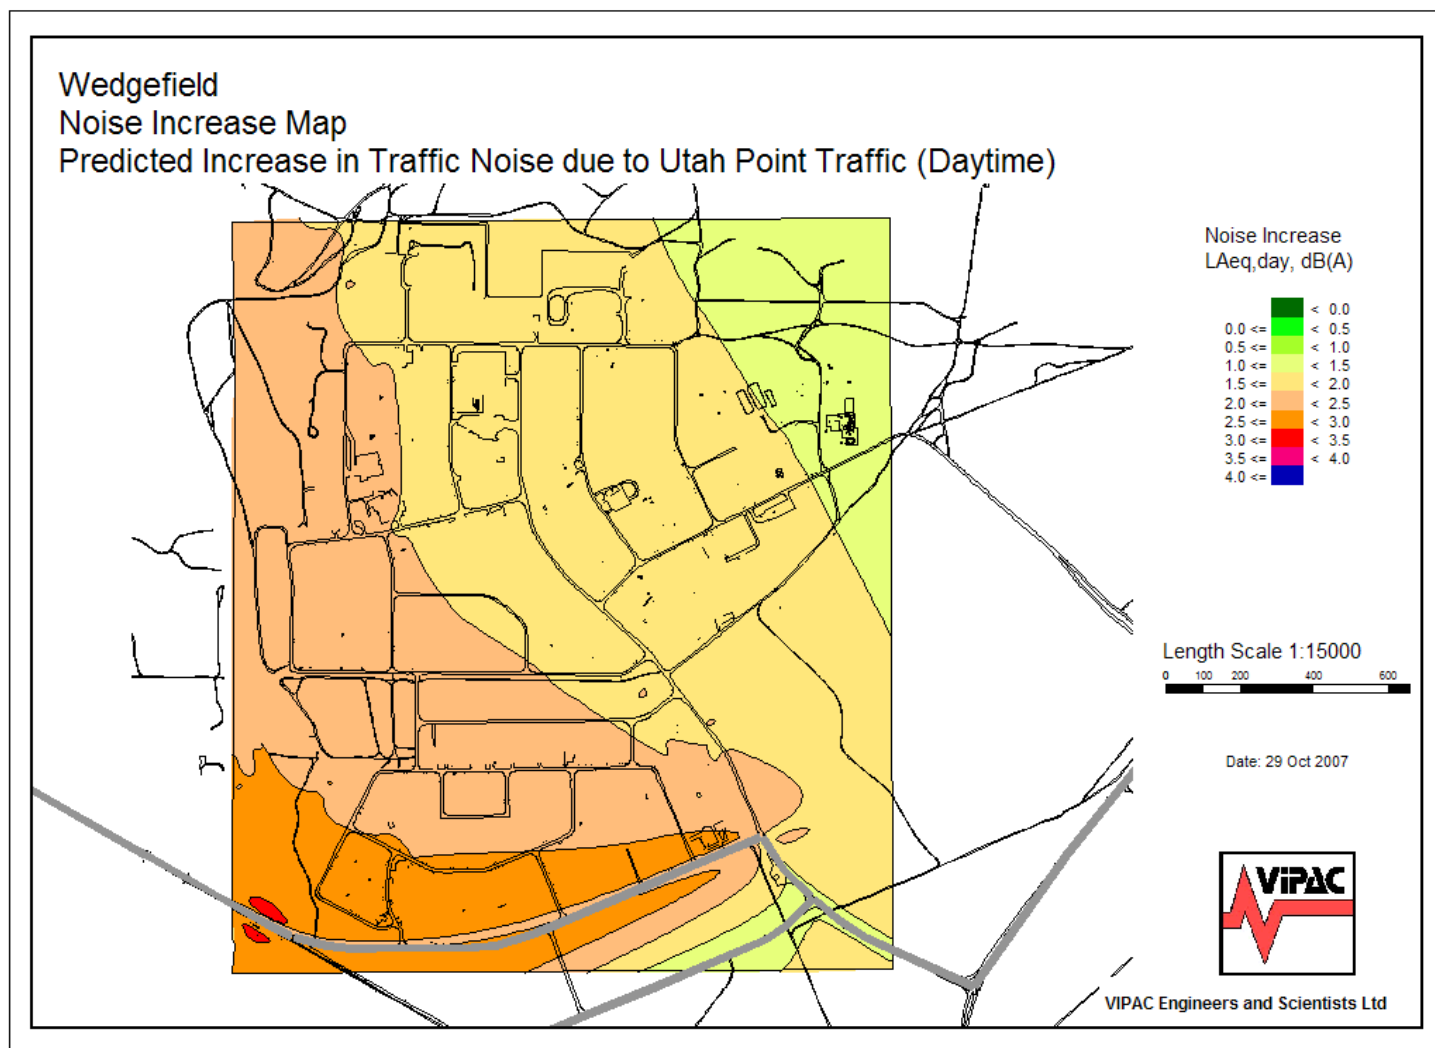 Wedgefield
Noise Increase Map
Predicted Increase in Traffic Noise due to Utah Point Traffic (Daytime)
Noise Increase
LAeq,day, dB(A)
< 0.0
0.0 <= < 0.5
0.5 <= < 1.0
1.0 <= < 1.5
1.5 <= < 2.0
2.0 <= < 2.5
2.5 <= < 3.0
3.0 <= < 3.5
3.5 <= < 4.0
4.0 <=
Length Scale 1:15000
0 100 200 400 600
Date: 29 Oct 2007
ViPAC
VIPAC Engineers and Scientists Ltd